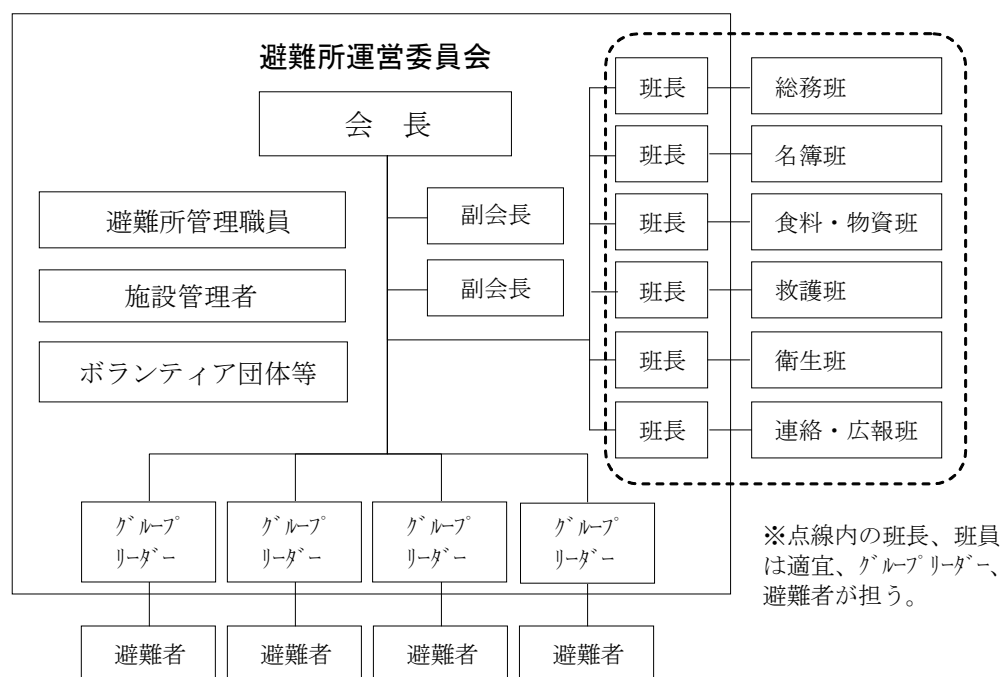 避難所運営委員会
会　長
副会長
副会長
避難所管理職員
施設管理者
ボランティア団体等
班長
総務班
班長
名簿班
班長
食料・物資班
班長
救護班
班長
衛生班
班長
連絡・広報班
ｸﾞﾙｰﾌﾟ
ﾘｰﾀﾞｰ
ｸﾞﾙｰﾌﾟ
ﾘｰﾀﾞｰ
ｸﾞﾙｰﾌﾟ
ﾘｰﾀﾞｰ
ｸﾞﾙｰﾌﾟ
ﾘｰﾀﾞｰ
避難者
避難者
避難者
避難者
※点線内の班長、班員
は適宜、ｸﾞﾙｰﾌﾟﾘｰﾀﾞｰ、
避難者が担う。